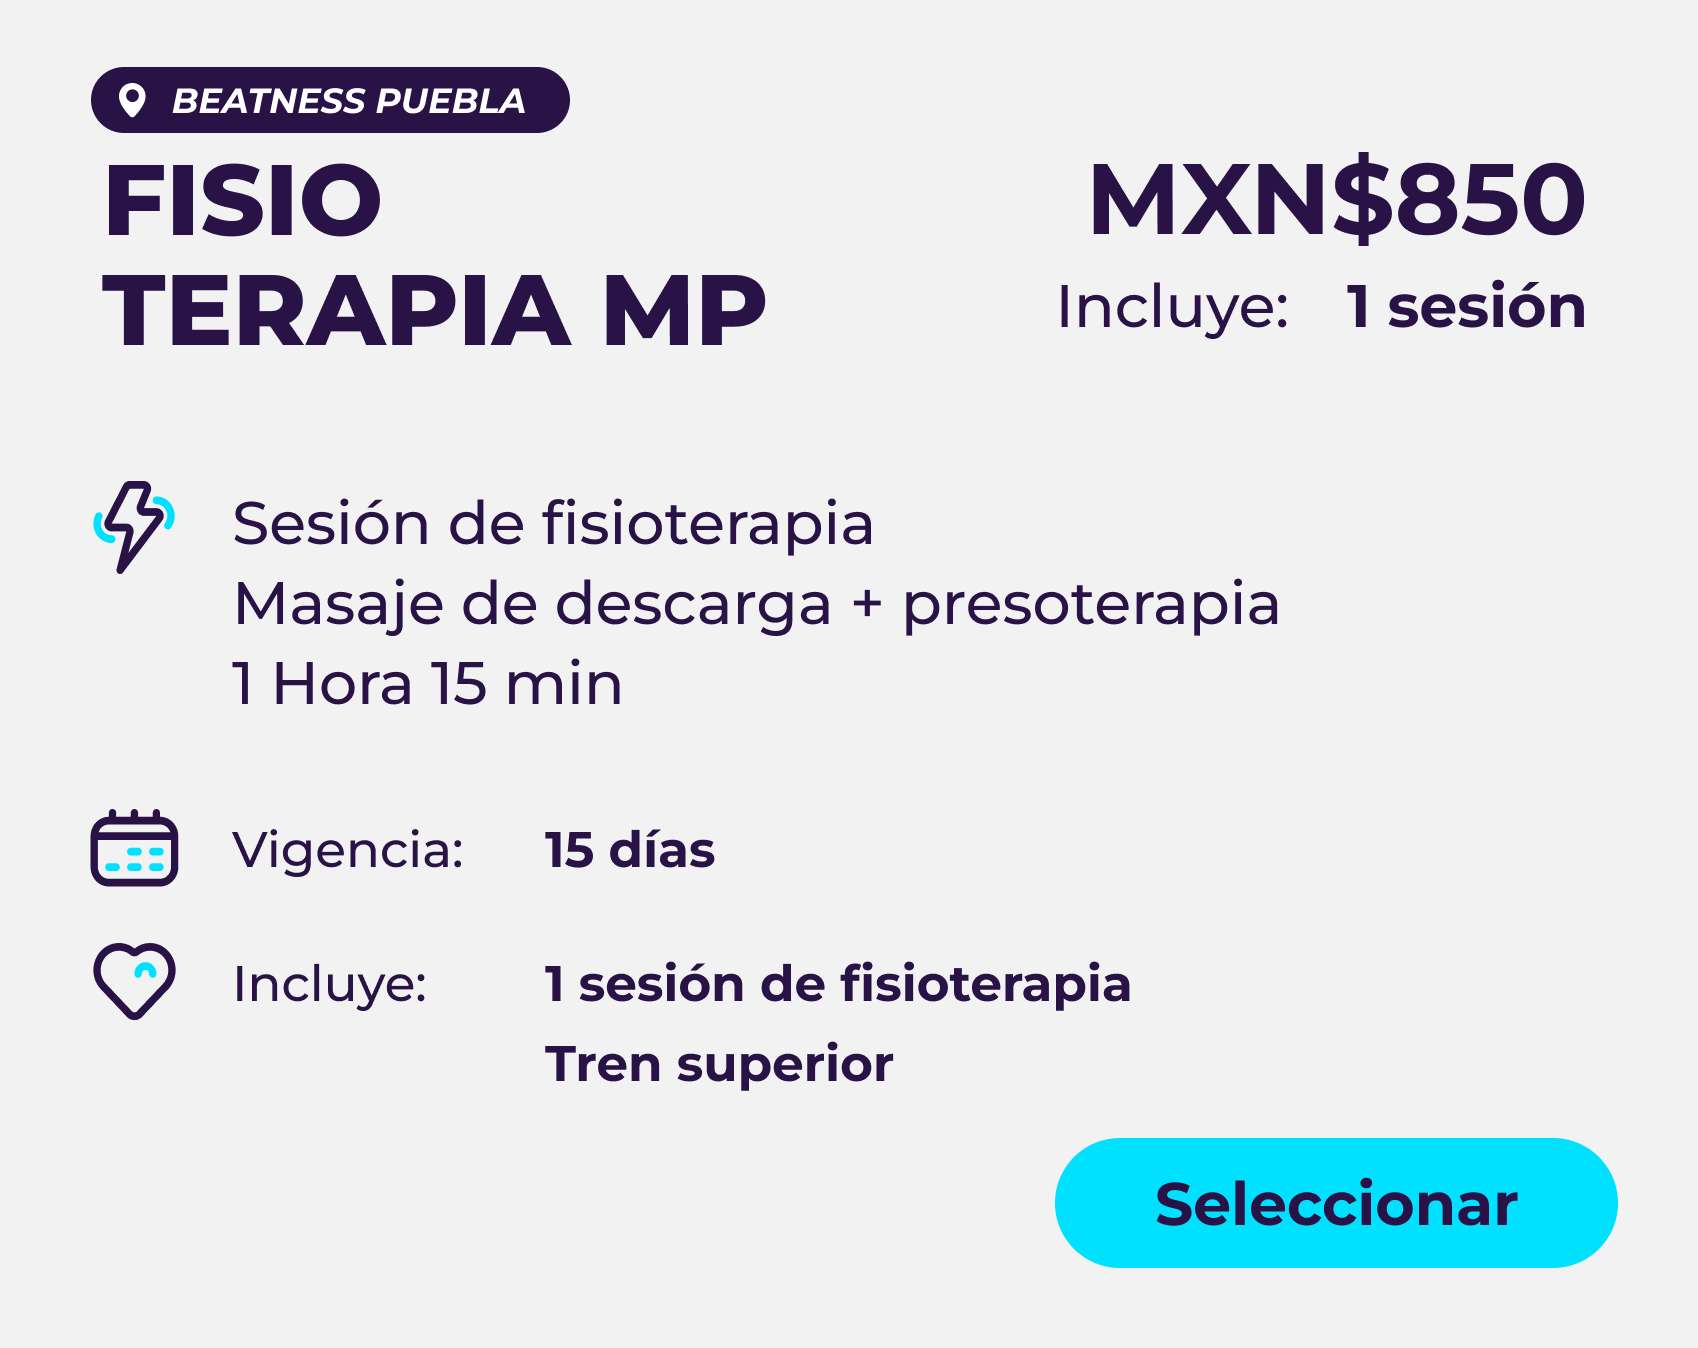 BEATNESS PUEBLA
FISIO
TERAPIA MP
MXN$850
Incluye: 1 sesión
Sesión de fisioterapia
Masaje de descarga + presoterapia
1 Hora 15 min
Vigencia: 15 días
Incluye: 1 sesión de fisioterapia
Tren superior
Seleccionar